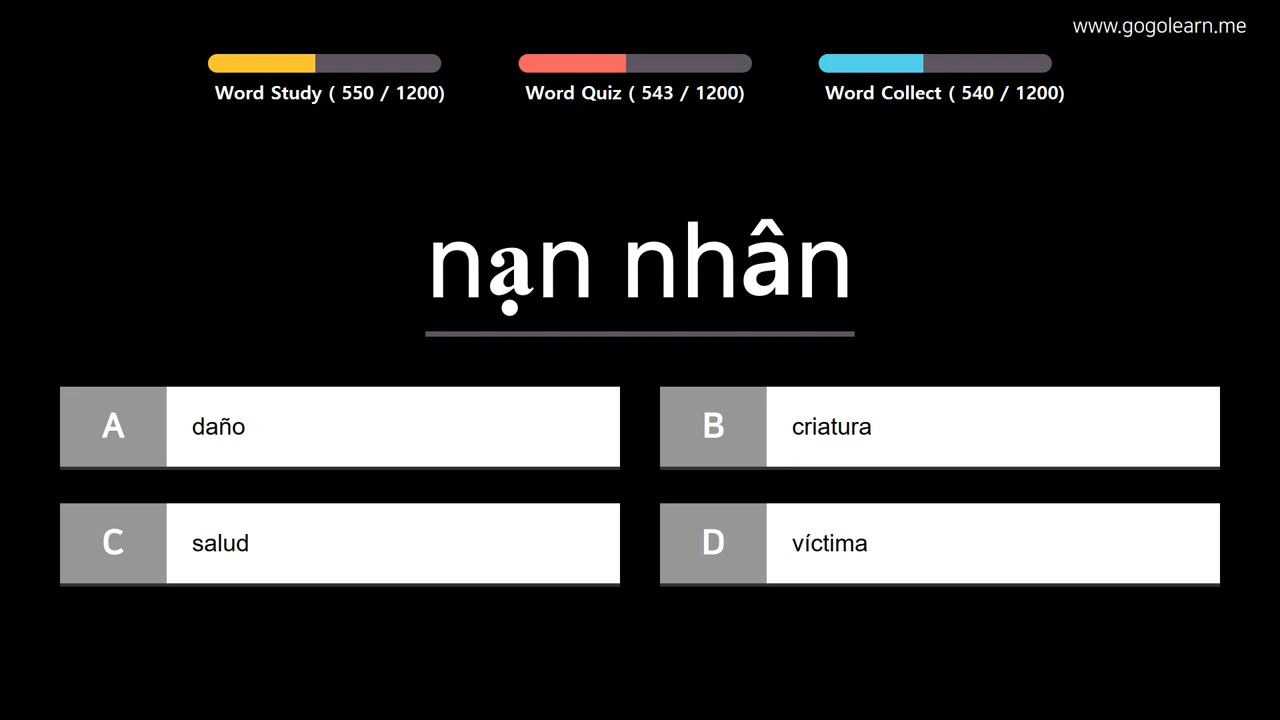 www.gogolearn.me
Word Study ( 550 / 1200)
Word Quiz ( 543 / 1200)
Word Collect ( 540 / 1200)
nạn nhân
A daño
B criatura
C salud
D víctima